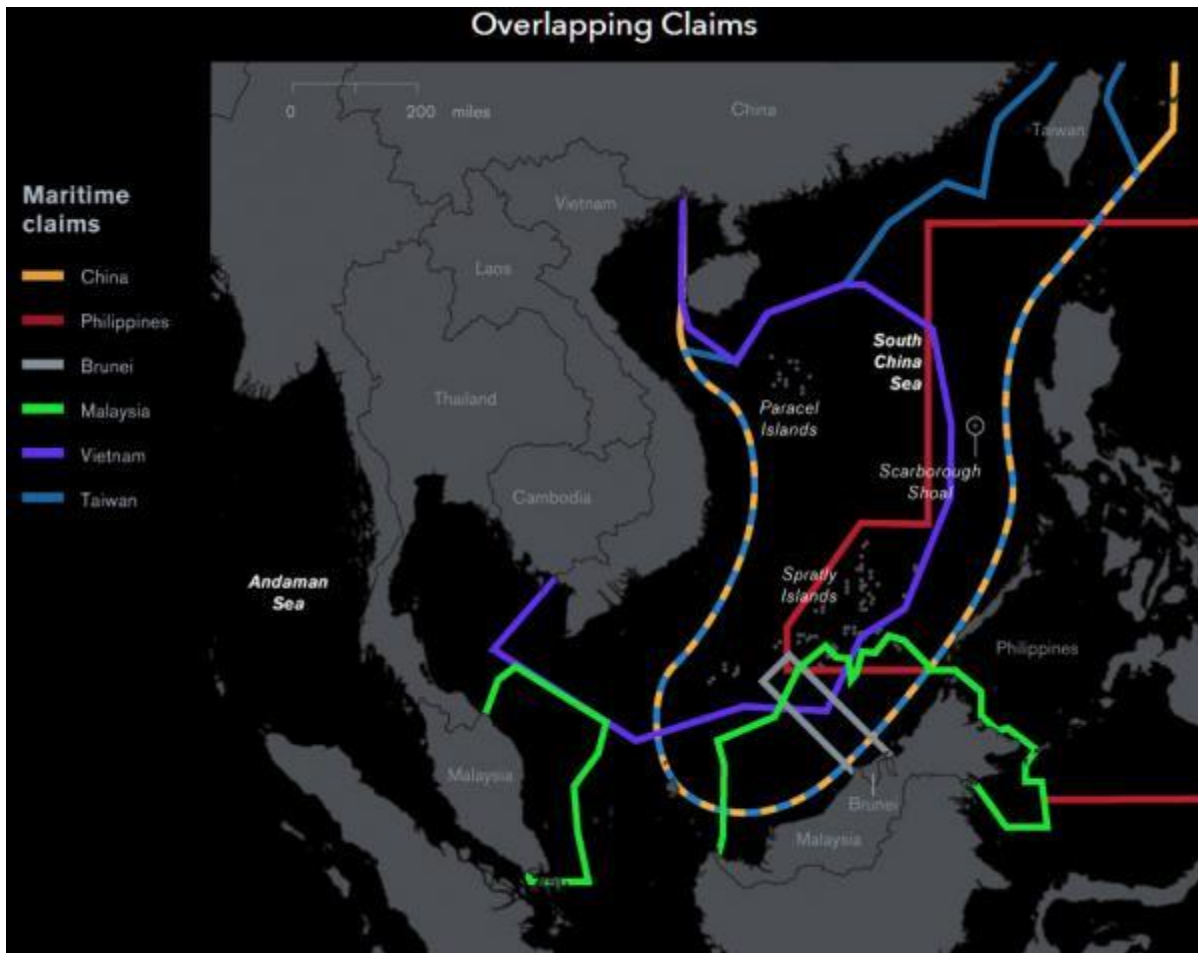 Overlapping Claims
0 200 miles
China
Taiwan
Maritime
claims
China
Philippines
Brunei
Malaysia
Vietnam
Taiwan
Vietnam
Laos
Thailand
Cambodia
South
China
Sea
Paracel
Islands
Scarborough
Shoal
Spratly
Islands
Andaman
Sea
Philippines
Malaysia
Brunei
Malaysia